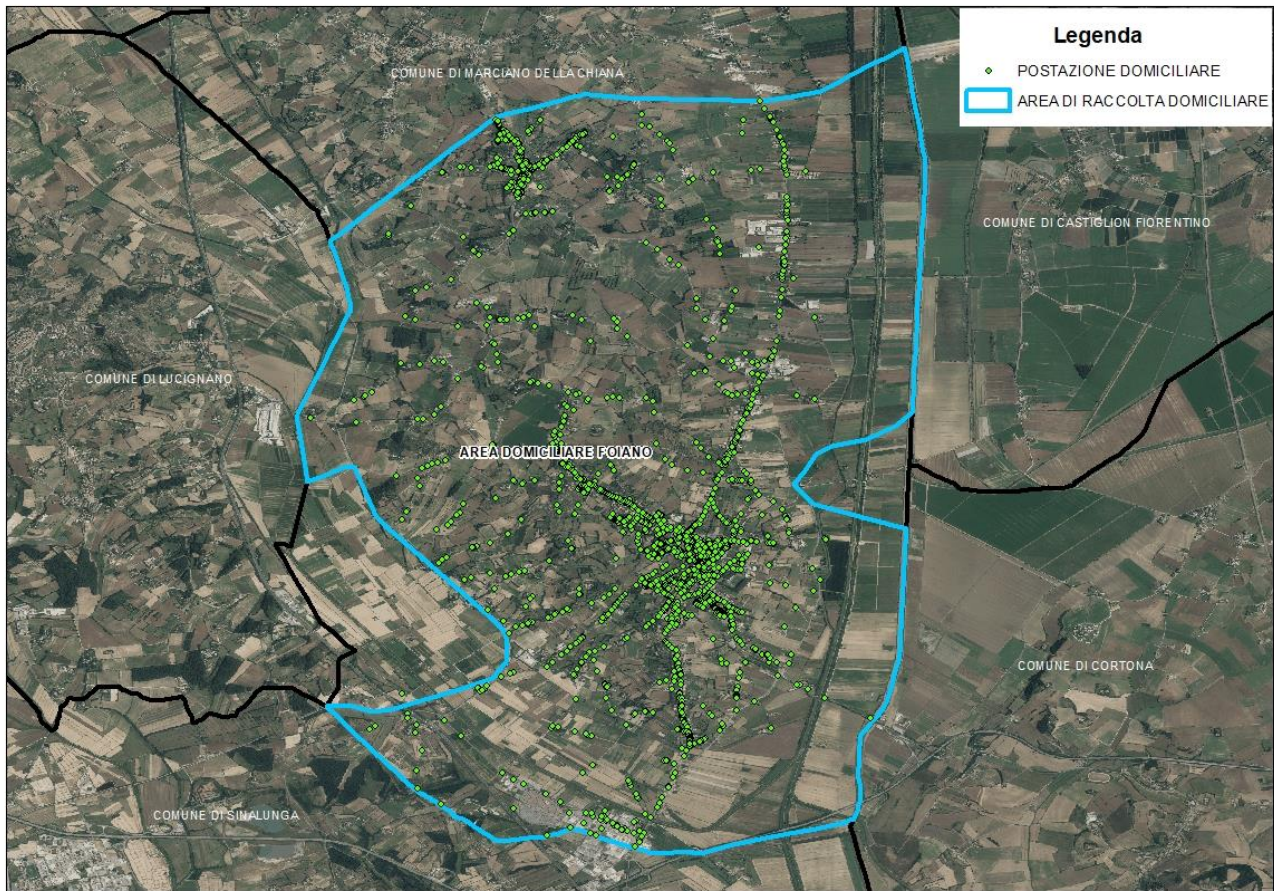 Legenda
POSTAZIONE DOMICILIARE
AREA DI RACCOLTA DOMICILIARE
COMUNE DI MARCIANO DELLA CHIANA
COMUNE DI CASTIGLION FIORENTINO
COMUNE DI LUCIGNANO
AREA DOMICILIARE FOIANO
COMUNE DI CORTONA
COMUNE DI SINALUNGA